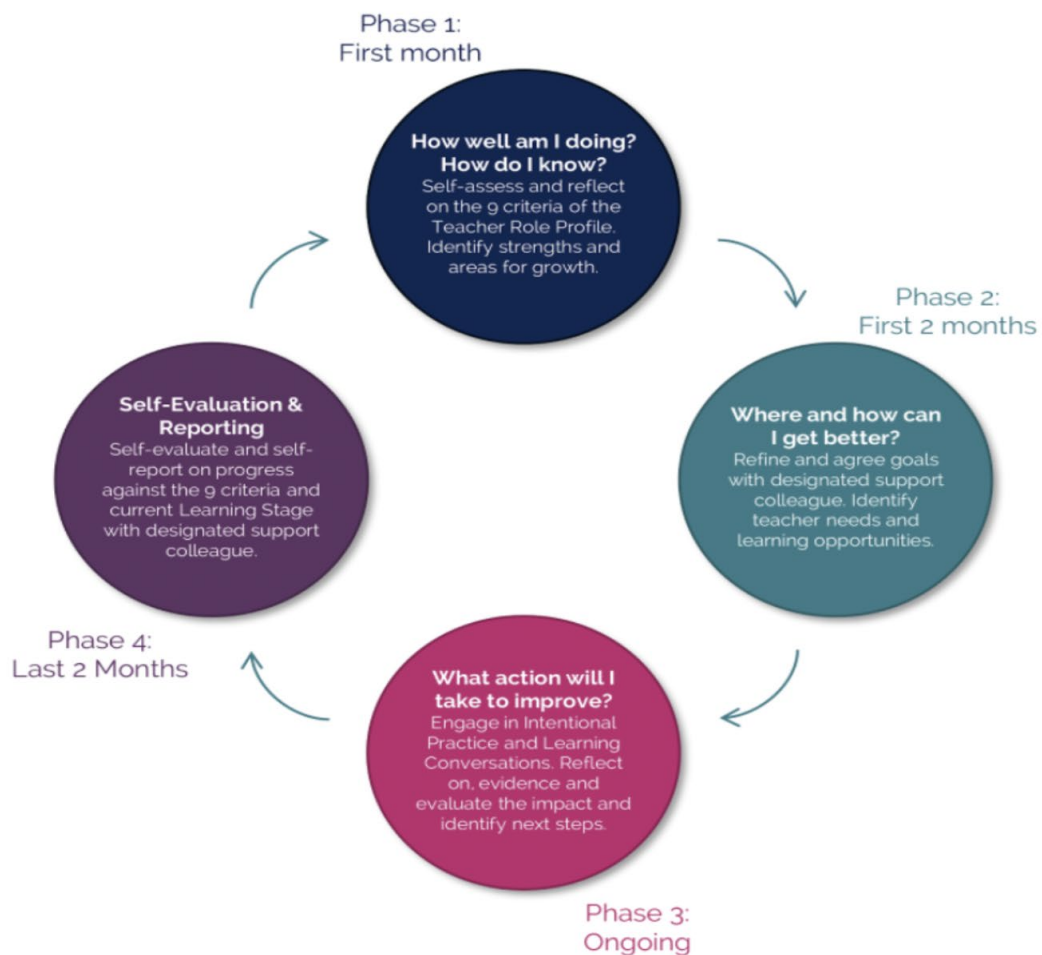 Phase 1:
First month
How well am I doing?
How do I know?
Self-assess and reflect
on the 9 criteria of the
Teacher Role Profile.
Identify strengths and
areas for growth.
Phase 2:
First 2 months
Where and how can
I get better?
Refine and agree goals
with designated support
colleague. Identify
teacher needs and
learning opportunities.
What action will I
take to improve?
Engage in Intentional
Practice and Learning
Conversations. Reflect
on, evidence and
evaluate the impact and
identify next steps.
Phase 3:
Ongoing
Self-Evaluation &
Reporting
Self-evaluate and self-
report on progress
against the 9 criteria and
current Learning Stage
with designated support
colleague.
Phase 4:
Last 2 Months